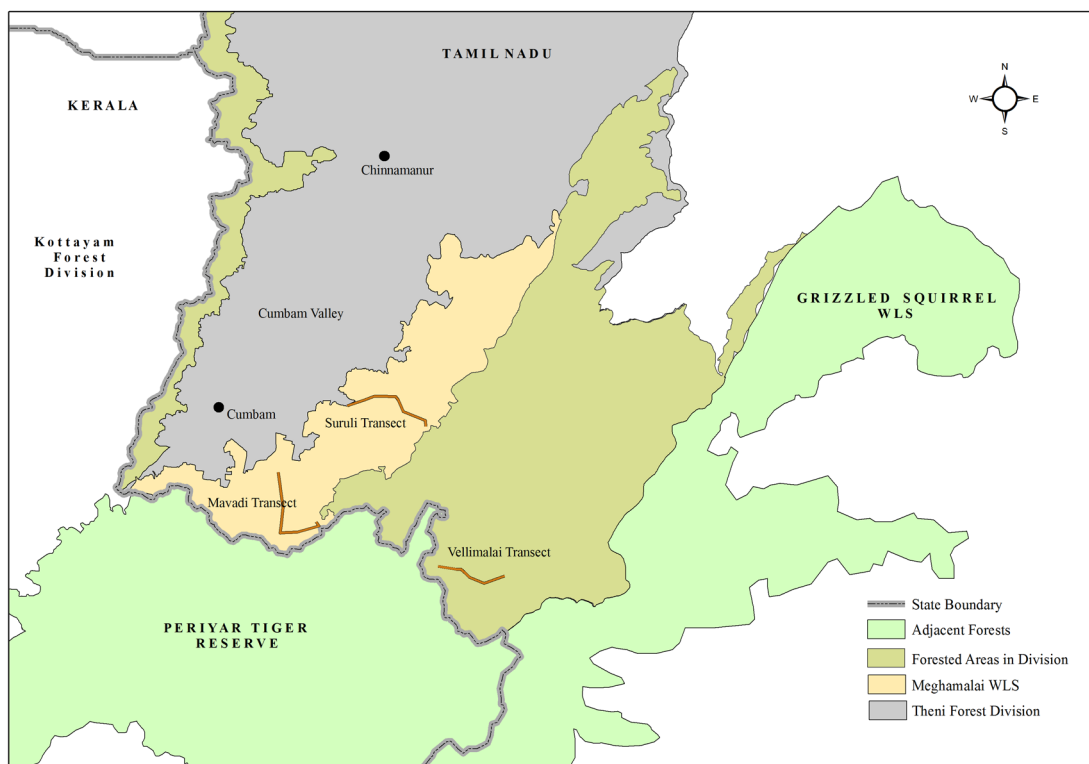 TAMIL NADU
KERALA
N
W
E
S
Chinnamanur
Kottayam
Forest
Division
GRIZZLED SQUIRREL
WLS
Cumbam Valley
Cumbam
Suruli Transect
Mavadi Transect
Vellimalai Transect
PERIYAR TIGER
RESERVE
State Boundary
Adjacent Forests
Forested Areas in Division
Meghamalai WLS
Theni Forest Division